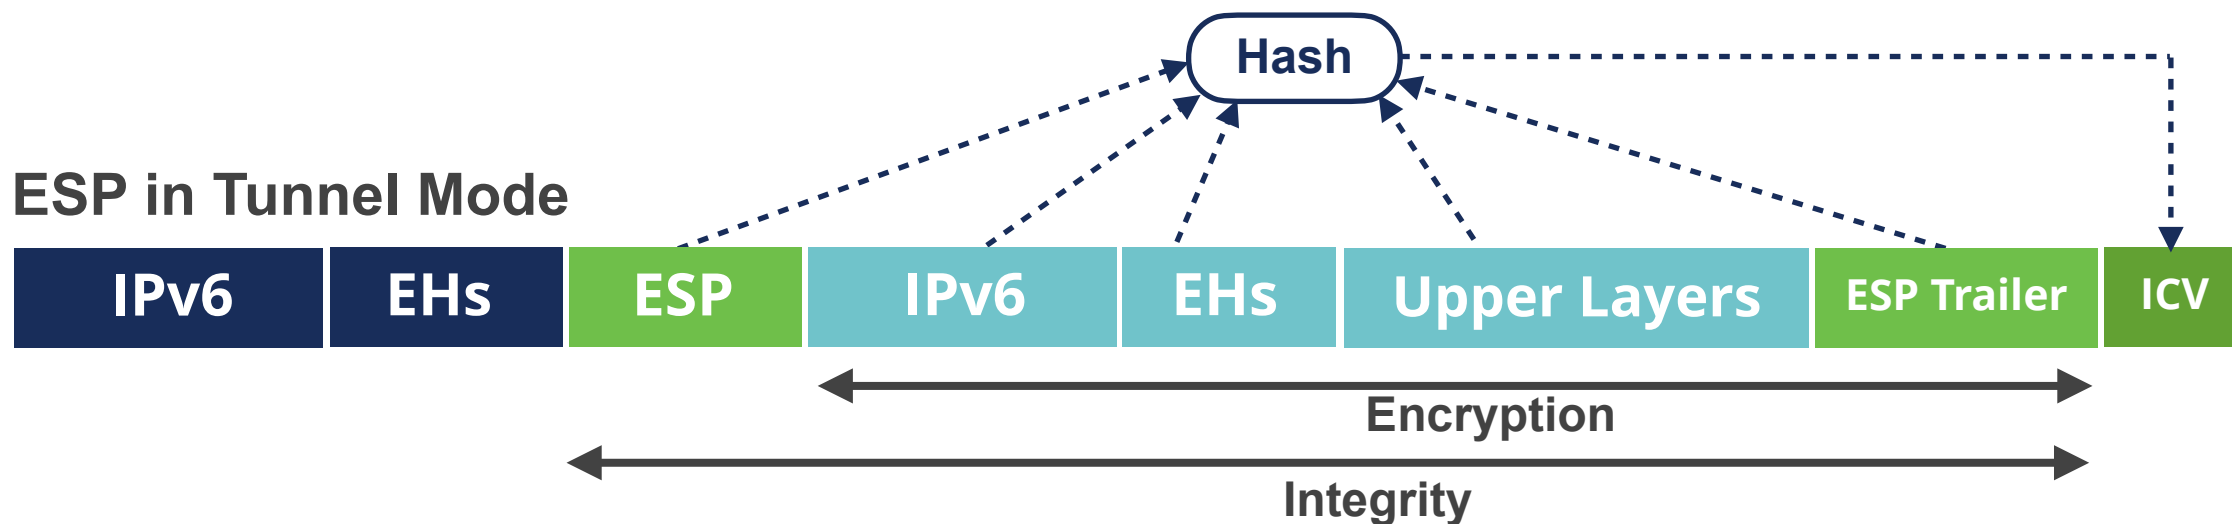 Hash
ESP in Tunnel Mode
IPv6 EHs ESP IPv6 EHs Upper Layers ESP Trailer ICV
Encryption
Integrity